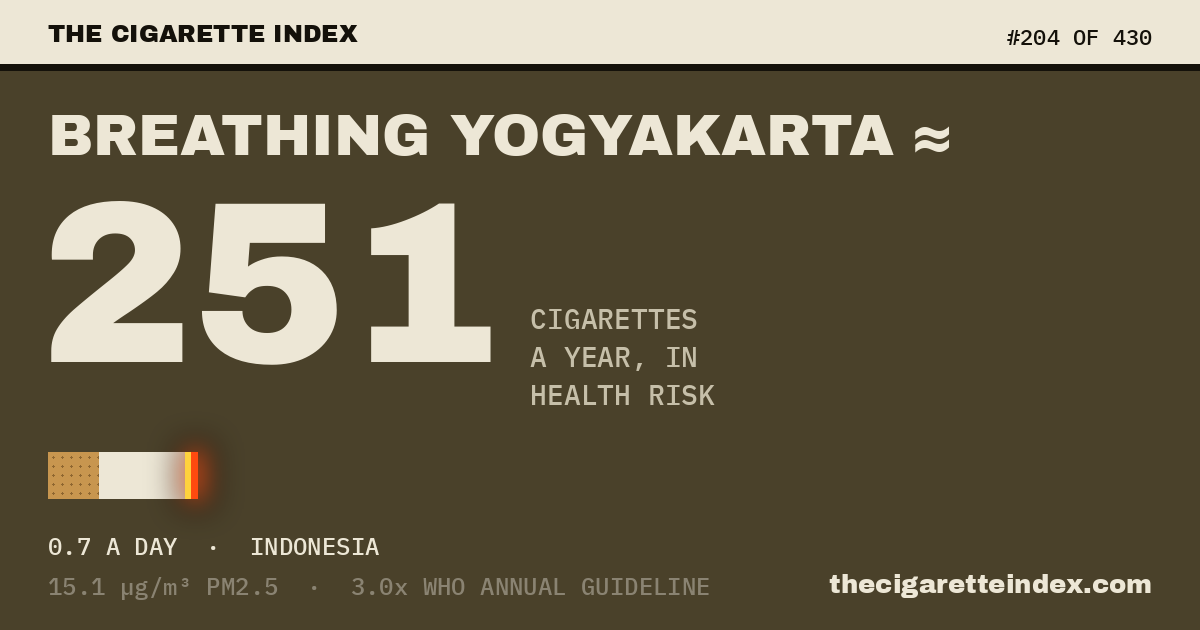 THE CIGARETTE INDEX
#204 OF 430
BREATHING YOGYAKARTA ≈
251
CIGARETTES
A YEAR, IN
HEALTH RISK
0.7 A DAY · INDONESIA
15.1 µg/m³ PM2.5 · 3.0x WHO ANNUAL GUIDELINE
thecigaretteindex.com